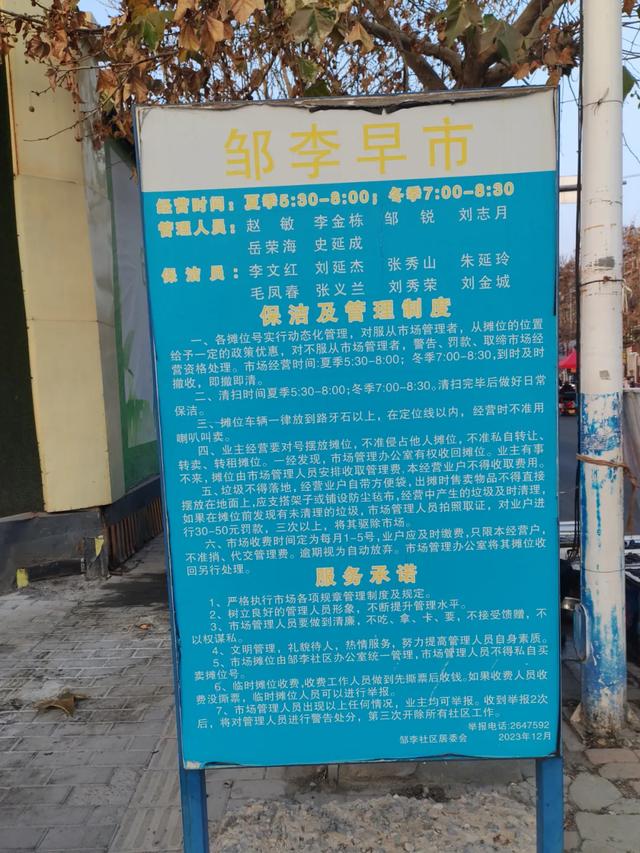 邹李早市
经营时间：夏季5:30-8:00；冬季7:00-8:30
管理人员：赵 敏 李金栋 邹 锐 刘志月
岳荣海 史延成
保 洁 员：李文红 刘延杰 张秀山 朱延玲
毛凤春 张义兰 刘秀荣 刘金城
保洁及管理制度
一、各摊位号实行动态化管理，对服从市场管理者，从摊位的位置
给予一定的政策优惠，对不服从市场管理者，警告、罚款、取缔市场经
营资格处理。市场经营时间:夏季5:30-8:00；冬季7:00-8:30,到时及时
撤收，即撤即清。
二、清扫时间夏季5:30-8:00;冬季7:00-8:30。清扫完毕后做好日常
保洁。
三、摊位车辆一律放到路牙石以上，在定位线以内，经营时不准用
喇叭叫卖。
四、业主经营要对号摆放摊位，不准侵占他人摊位，不准私自转让、
转卖、转租摊位。一经发现，市场管理办公室有权收回摊位。业主有事
不来，摊位由市场管理人员安排收取管理费,本经营业户不得收取费用。
五、垃圾不得落地，经营业户自带方便袋，出摊时售卖物品不得直接
摆放在地面上,应支搭架子或铺设防尘毡布,经营中产生的垃圾及时清理，
如果在摊位前发现有未清理的垃圾，市场管理人员拍照取证，对业户进
行30-50元罚款，三次以上，将其驱除市场。
六、市场收费时间定为每月1-5号,业户应及时缴费,只限本经营户,
不准捎、代交管理费。逾期视为自动放弃。市场管理办公室将其摊位收
回另行处理。
服务承诺
1、严格执行市场各项规章管理制度及规定。
2、树立良好的管理人员形象，不断提升管理水平。
3、市场管理人员要做到清廉，不吃、拿、卡、要，不接受馈赠，不
以权谋私。
4、文明管理，礼貌待人，热情服务，努力提高管理人员自身素质。
5、市场摊位由邹李社区办公室统一管理,市场管理人员不得私自买
卖摊位号。
6、临时摊位收费,收费工作人员做到先撕票后收钱。如果收费人员收
费没撕票，临时摊位人员可以进行举报。
7、市场管理人员出现以上任何情况，业主均可举报。收到举报2次
后，将对管理人员进行警告处分，第三次开除所有社区工作。
举报电话:2647592
邹李社区居委会 2023年12月